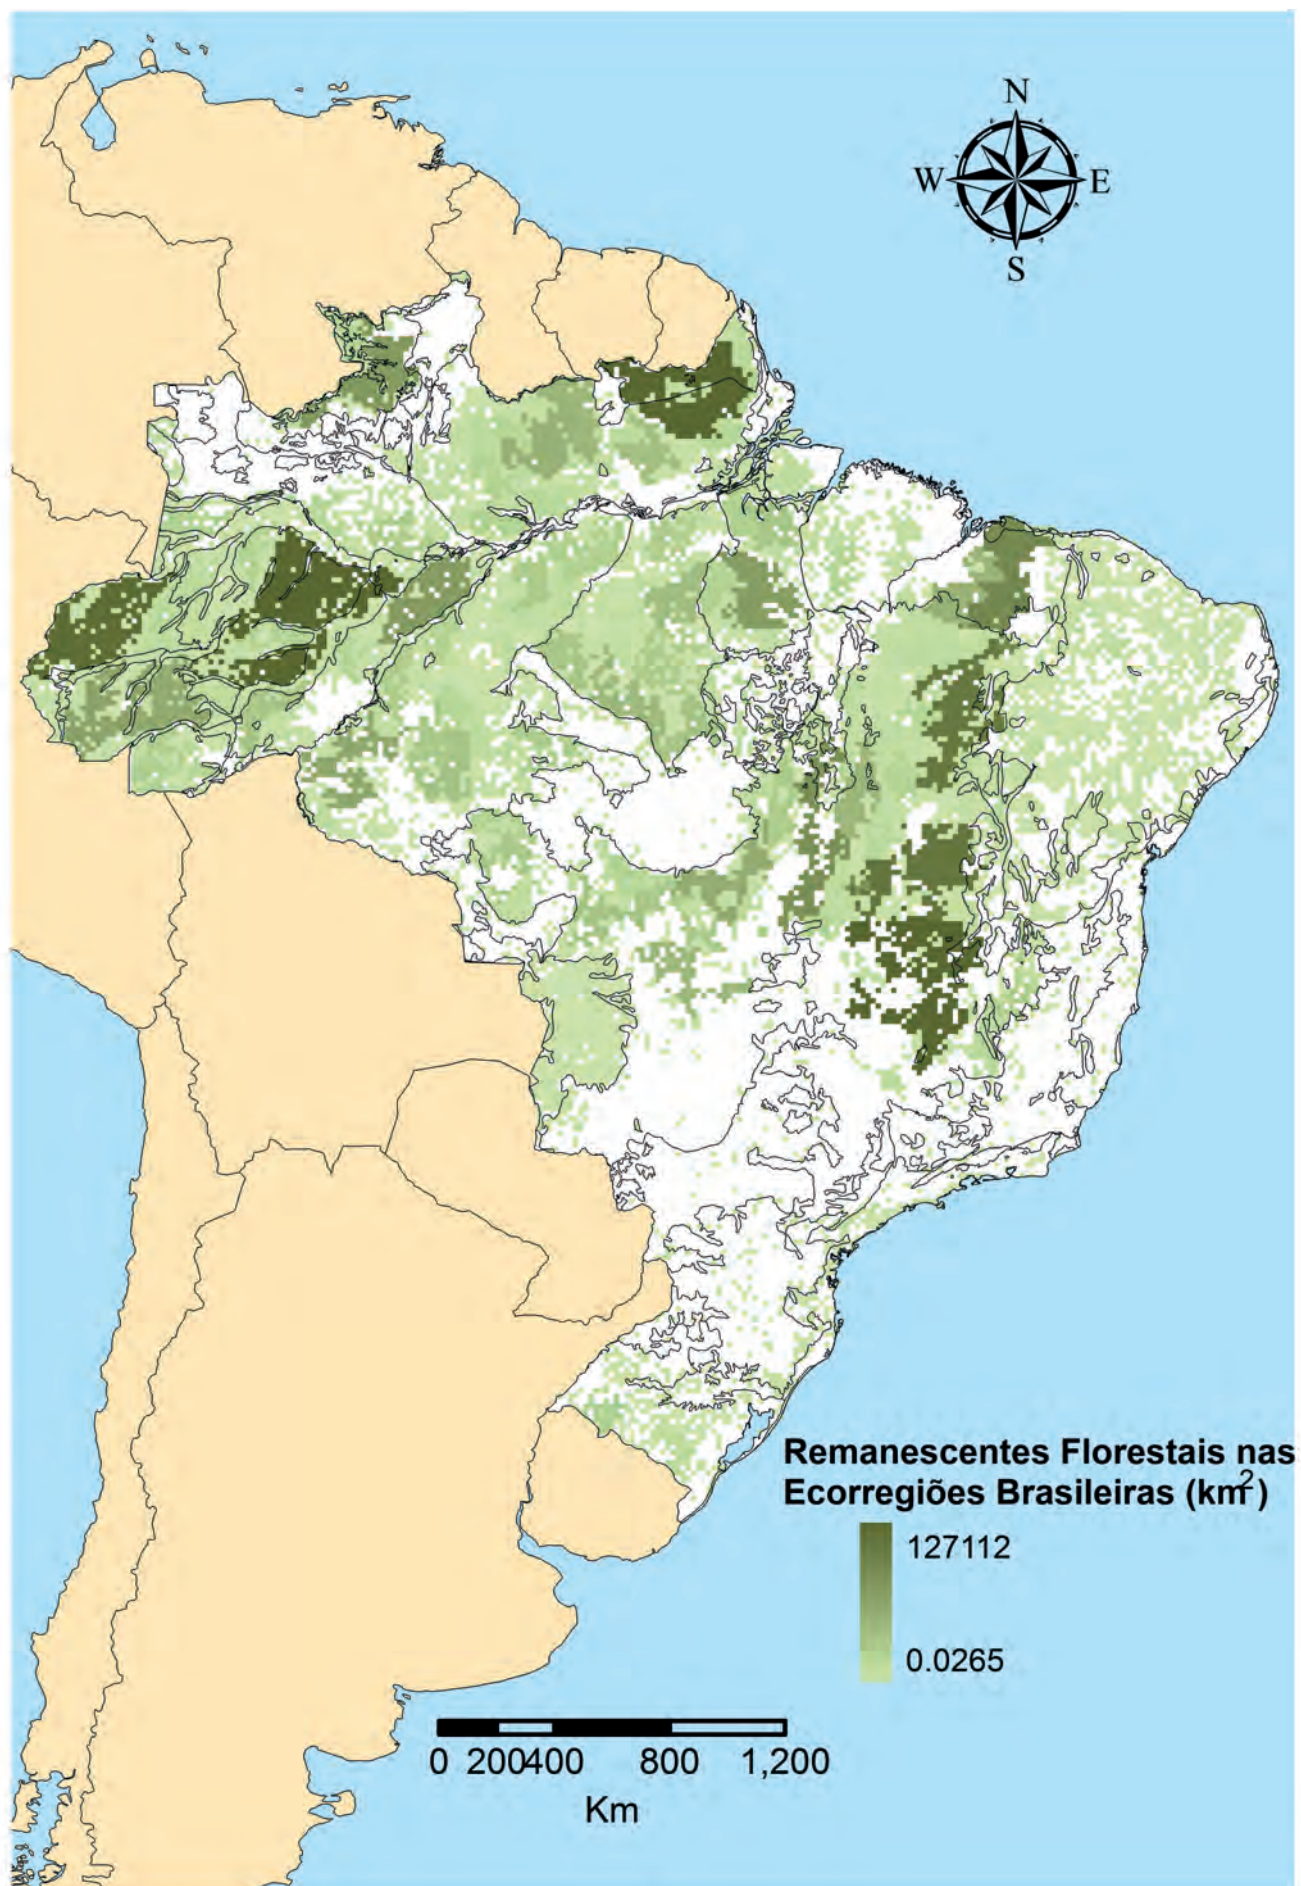 N
W E
S
Remanescentes Florestais nas
Ecorregiões Brasileiras (km²)
127112
0.0265
0 200400 800 1,200
Km